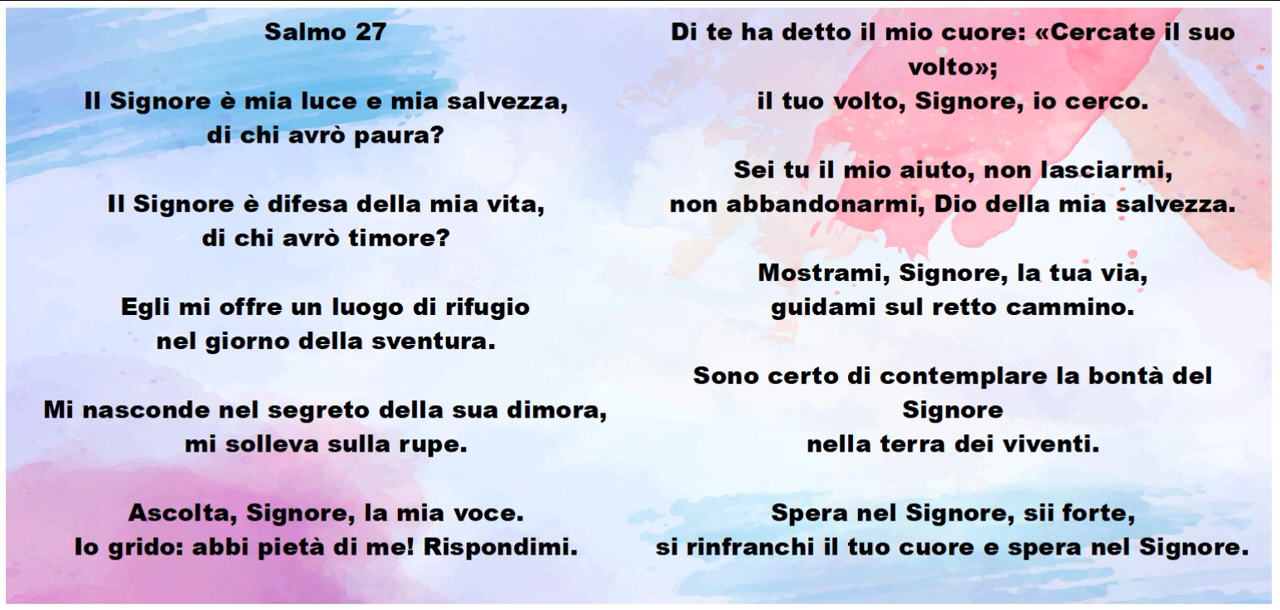 Salmo 27
Il Signore è mia luce e mia salvezza,
di chi avrò paura?
Il Signore è difesa della mia vita,
di chi avrò timore?
Egli mi offre un luogo di rifugio
nel giorno della sventura.
Mi nasconde nel segreto della sua dimora,
mi solleva sulla rupe.
Ascolta, Signore, la mia voce.
Io grido: abbi pietà di me! Rispondimi.
Di te ha detto il mio cuore: «Cercate il suo
volto»;
il tuo volto, Signore, io cerco.
Sei tu il mio aiuto, non lasciarmi,
non abbandonarmi, Dio della mia salvezza.
Mostrami, Signore, la tua via,
guidami sul retto cammino.
Sono certo di contemplare la bontà del
Signore
nella terra dei viventi.
Spera nel Signore, sii forte,
si rinfranchi il tuo cuore e spera nel Signore.